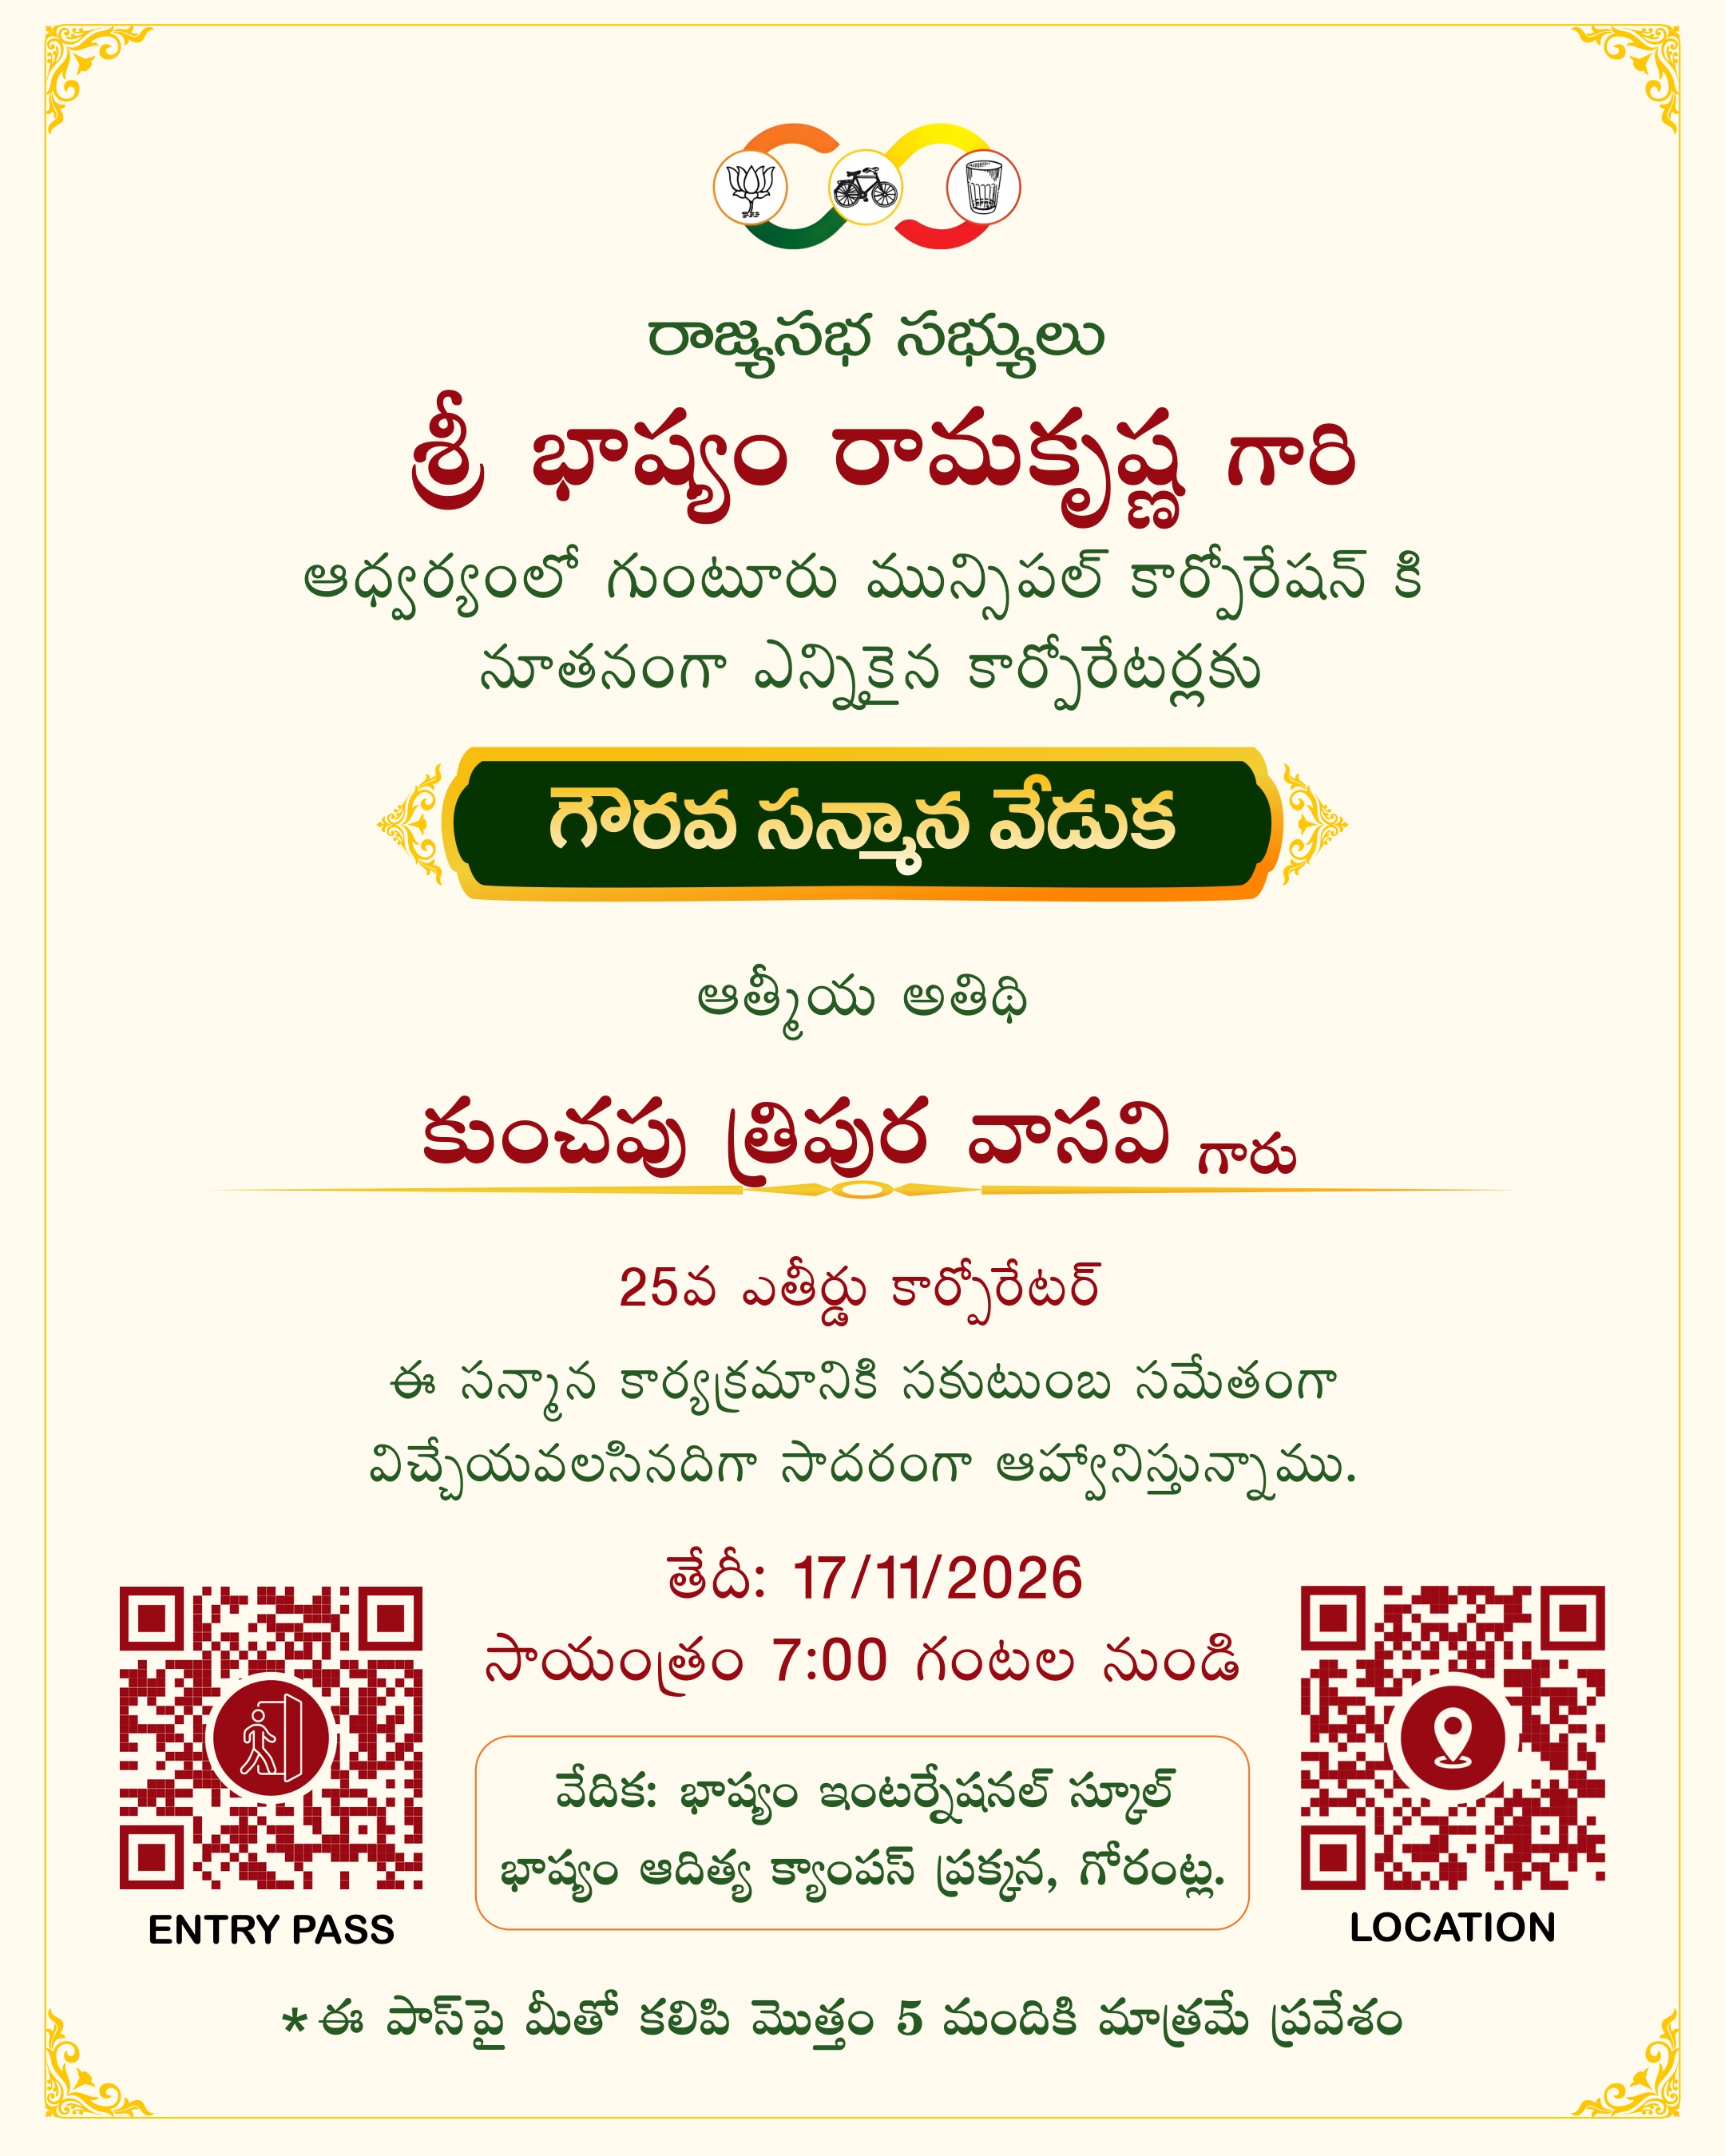 రాజ్యసభ సభ్యులు
శ్రీ భాష్యం రామకృష్ణ గారి
ఆధ్వర్యంలో గుంటూరు మున్సిపల్ కార్పోరేషన్ కి
నూతనంగా ఎన్నికైన కార్పోరేటర్లకు
గౌరవ సన్మాన వేడుక
ఆత్మీయ అతిథి
కుంచపు త్రిపుర వాసవి గారు
25వ ఎతీర్డు కార్పోరేటర్
ఈ సన్మాన కార్యక్రమానికి సకుటుంబ సమేతంగా
విచ్చేయవలసినదిగా సాదరంగా ఆహ్వానిస్తున్నాము.
తేదీ: 17/11/2026
సాయంత్రం 7:00 గంటల నుండి
వేదిక: భాష్యం ఇంటర్నేషనల్ స్కూల్
భాష్యం ఆదిత్య క్యాంపస్ ప్రక్కన, గోరంట్ల.
ENTRY PASS
LOCATION
*ఈ పాస్‌పై మీతో కలిపి మొత్తం 5 మందికి మాత్రమే ప్రవేశం